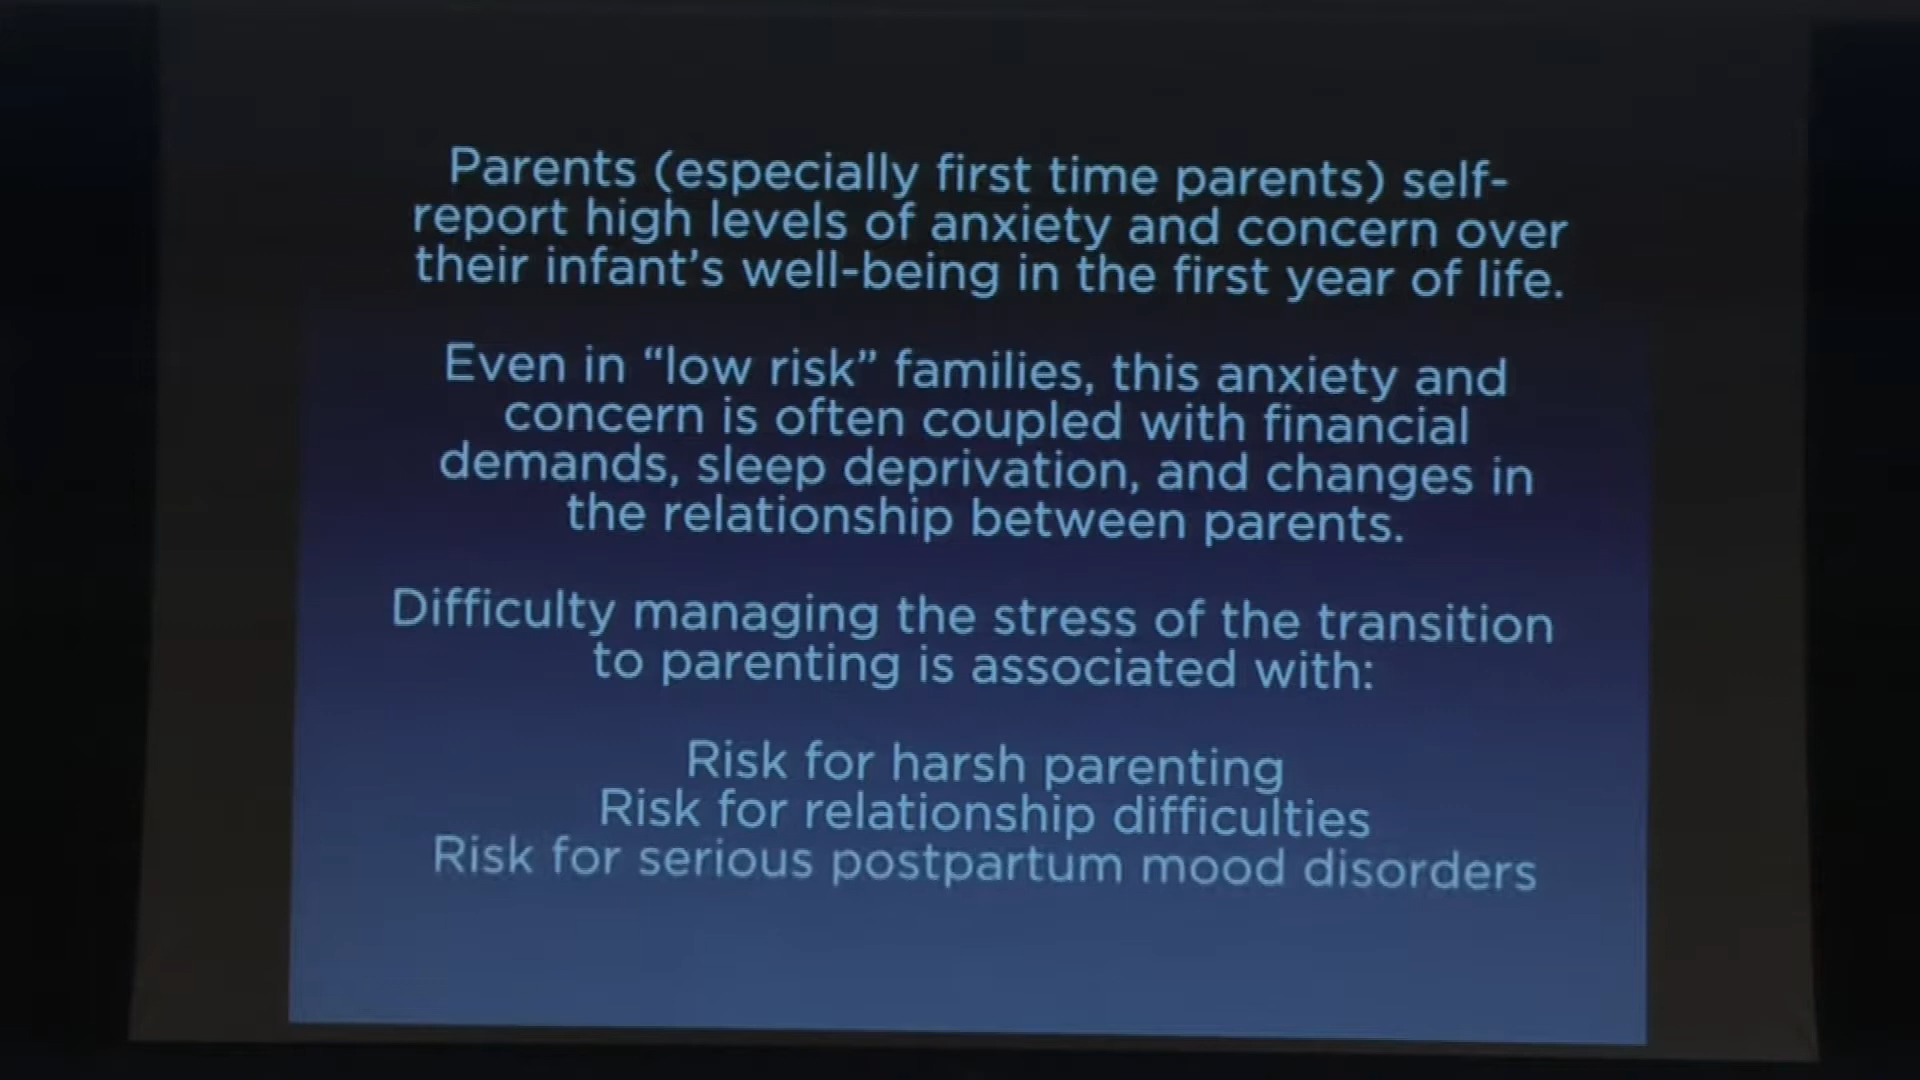 Parents (especially first time parents) self-
report high levels of anxiety and concern over
their infant’s well-being in the first year of life.
Even in “low risk” families, this anxiety and
concern is often coupled with financial
demands, sleep deprivation, and changes in
the relationship between parents.
Difficulty managing the stress of the transition
to parenting is associated with:
Risk for harsh parenting
Risk for relationship difficulties
Risk for serious postpartum mood disorders